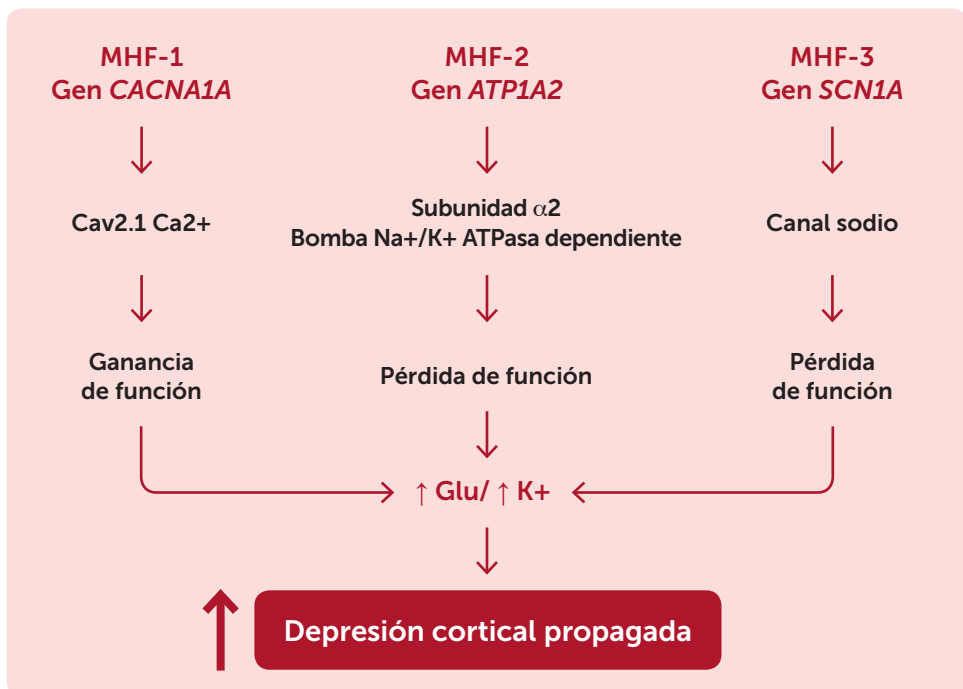 MHF-1
Gen CACNA1A
MHF-2
Gen ATP1A2
MHF-3
Gen SCN1A
Cav2.1 Ca2+
Subunidad α2
Bomba Na+/K+ ATPasa dependiente
Canal sodio
Ganancia
de función
Pérdida de función
Pérdida
de función
↑ Glu/ ↑ K+
Depresión cortical propagada